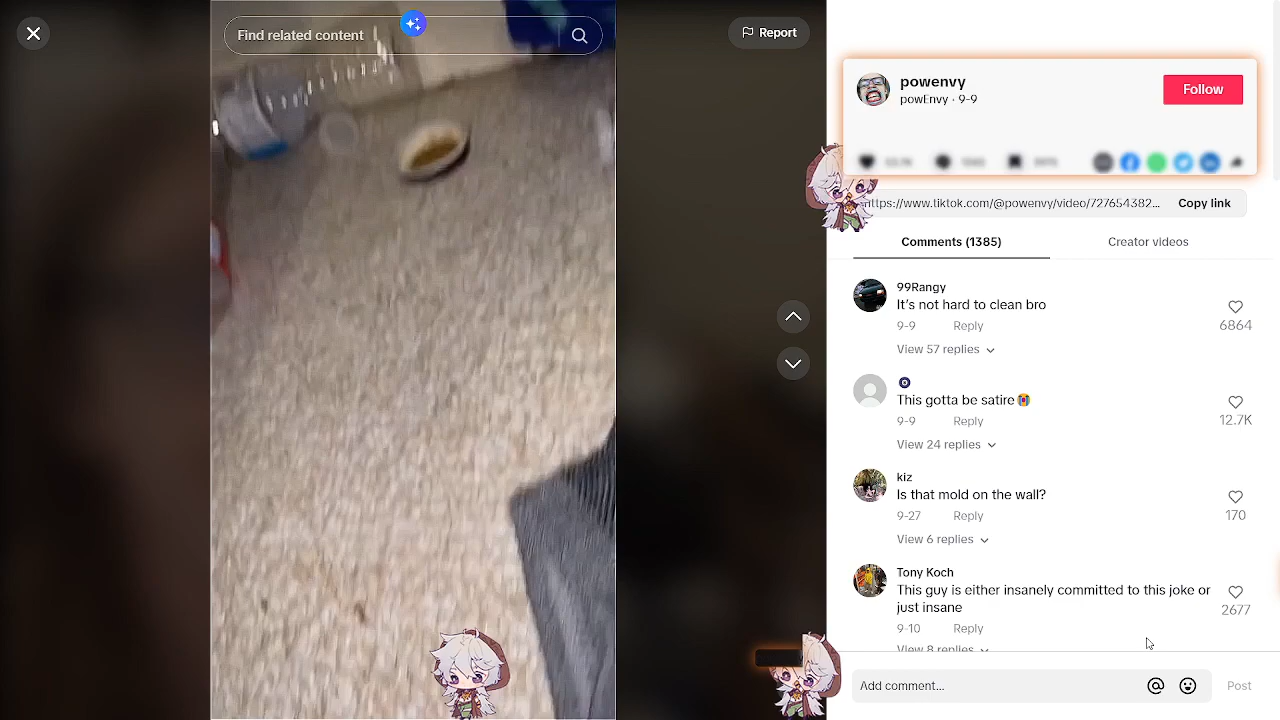 Find related content
Report
powenvy
powEnvy · 9-9
Follow
https://www.tiktok.com/@powenvy/video/727654382...
Copy link
Comments (1385)
Creator videos
99Rangy
It's not hard to clean bro
9-9
Reply
6864
View 57 replies
🧿
This gotta be satire😭
9-9
Reply
12.7K
View 24 replies
kiz
Is that mold on the wall?
9-27
Reply
170
View 6 replies
Tony Koch
This guy is either insanely committed to this joke or
just insane
9-10
Reply
2677
View 8 replies
Add comment...
Post